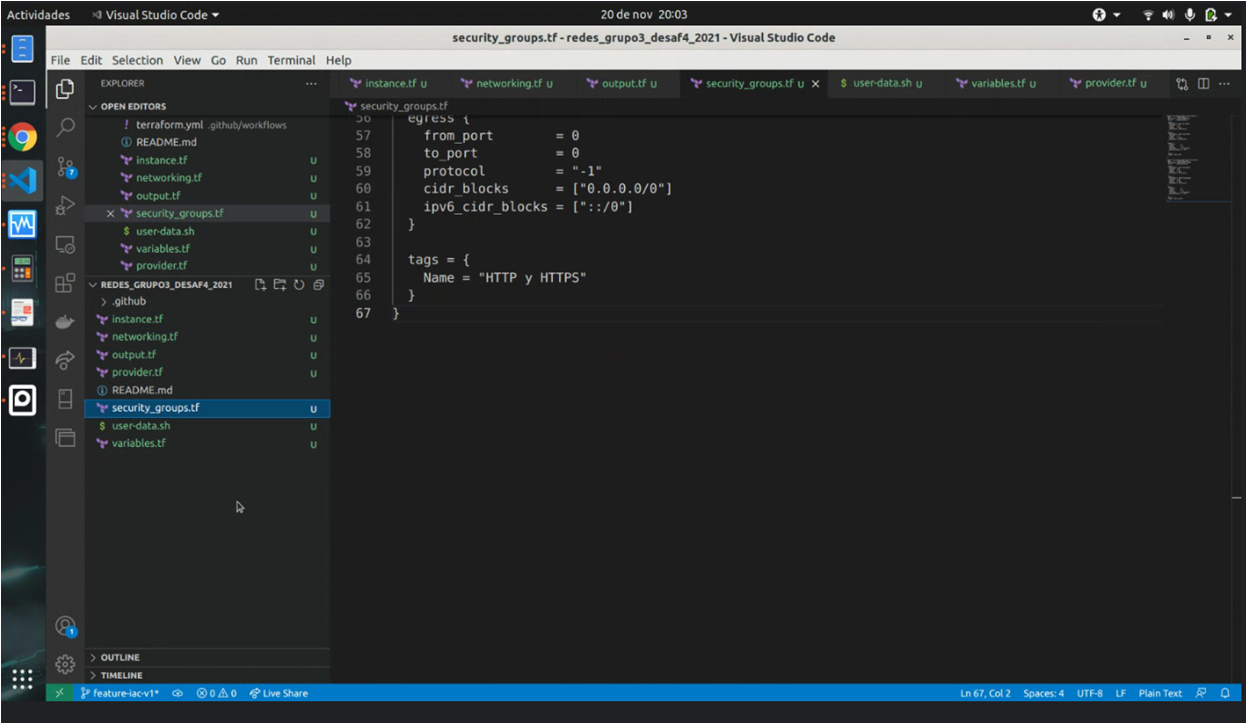 Actividades Visual Studio Code 20 de nov 20:03
security_groups.tf - redes_grupo3_desaf4_2021 - Visual Studio Code
File Edit Selection View Go Run Terminal Help
EXPLORER
OPEN EDITORS
! terraform.yml .github/workflows
README.md
instance.tf U
networking.tf U
output.tf U
security_groups.tf U
$ user-data.sh U
variables.tf U
provider.tf U
REDES_GRUPO3_DESAF4_2021
.github
instance.tf U
networking.tf U
output.tf U
provider.tf U
README.md
security_groups.tf U
$ user-data.sh U
variables.tf U
OUTLINE
TIMELINE
7
1
instance.tf U networking.tf U output.tf U security_groups.tf U $ user-data.sh U variables.tf U provider.tf U
security_groups.tf
56 egress {
57 from_port = 0
58 to_port = 0
59 protocol = "-1"
60 cidr_blocks = ["0.0.0.0/0"]
61 ipv6_cidr_blocks = ["::/0"]
62 }
63
64 tags = {
65 Name = "HTTP y HTTPS"
66 }
67 }
feature-iac-v1* 0 0 Live Share Ln 67, Col 2 Spaces: 4 UTF-8 LF Plain Text